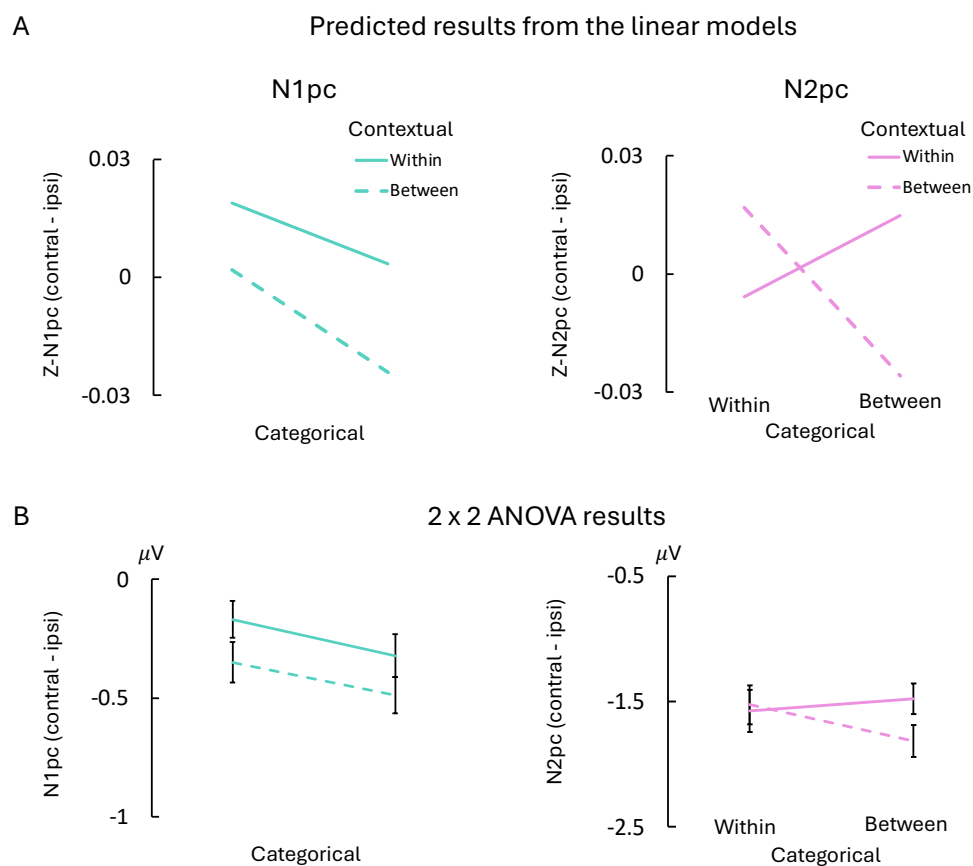 A
Predicted results from the linear models
N1pc
Contextual
Within
Between
0.03
0
-0.03
Z-N1pc (contral - ipsi)
Categorical
N2pc
Contextual
Within
Between
0.03
0
-0.03
Z-N2pc (contral - ipsi)
Within
Between
Categorical
B
2 x 2 ANOVA results
μV
0
-0.5
-1
N1pc (contral - ipsi)
Categorical
μV
-0.5
-1.5
-2.5
N2pc (contral - ipsi)
Within
Between
Categorical